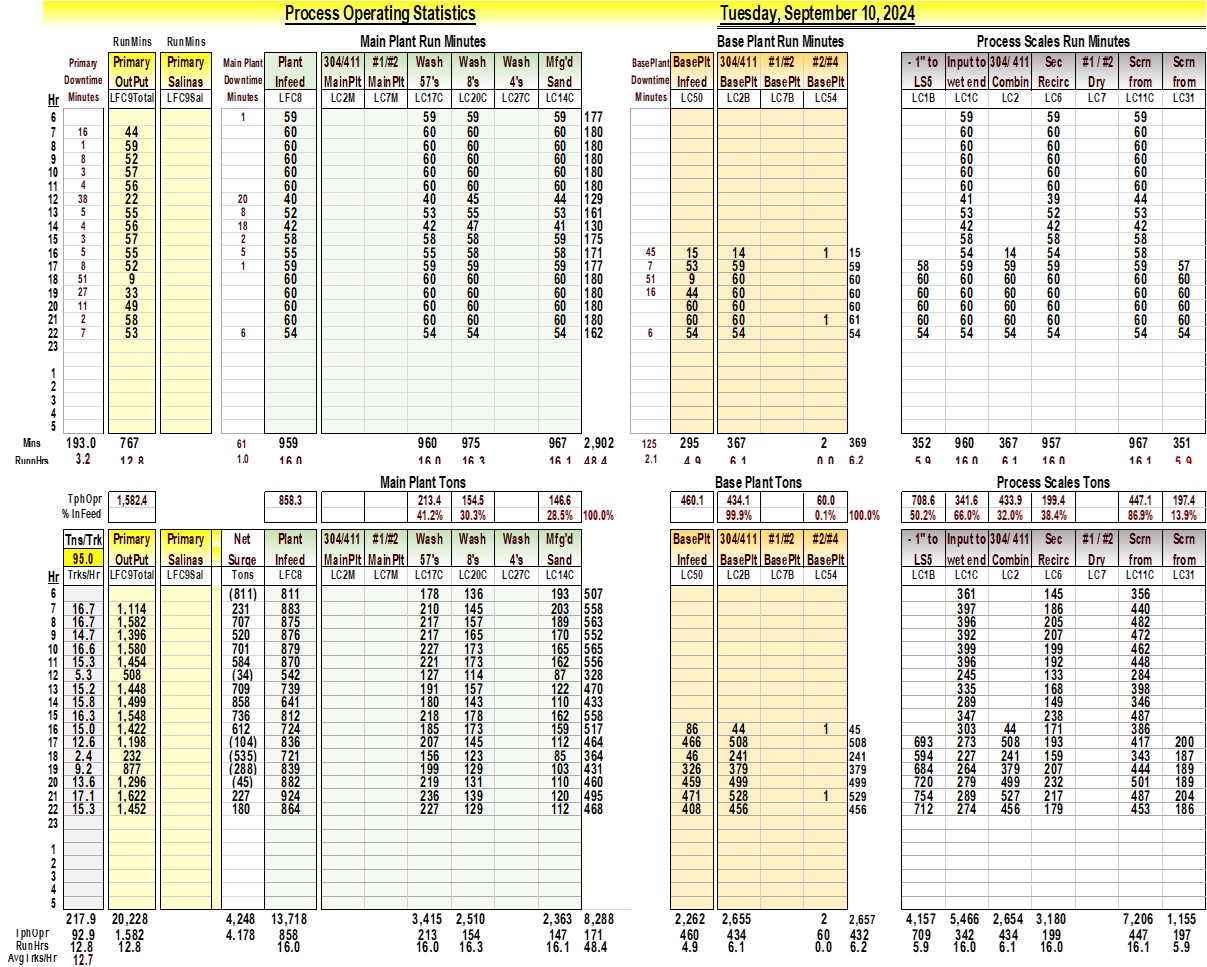 Process Operating Statistics Tuesday, September 10, 2024
RunMins RunMins Main Plant Run Minutes Base Plant Run Minutes Process Scales Run Minutes
Primary Primary Primary Main Plant Plant 304/411 #1/#2 Wash Wash Wash Mfg'd BasePlant BasePlt 304/411 #1/#2 #2/#4 - 1" to Input to 304/ 411 Sec #1 / #2 Scrn Scrn
Downtime OutPut Salinas Downtime Infeed MainPlt MainPlt 57's 8's 4's Sand Downtime Infeed BasePlt BasePlt BasePlt LS5 wet end Combin Recirc Dry from from
Hr Minutes LFC9Total LFC9Sal Minutes LFC8 LC2M LC7M LC17C LC20C LC27C LC14C Minutes LC50 LC2B LC7B LC54 LC1B LC1C LC2 LC6 LC7 LC11C LC31
6 1 59 59 59 59 177 59 59 59
7 16 44 60 60 60 60 180 60 60 60
8 1 59 60 60 60 60 180 60 60 60
9 8 52 60 60 60 60 180 60 60 60
10 3 57 60 60 60 60 180 60 60 60
11 4 56 60 60 60 60 180 60 60 60
12 38 22 20 40 40 45 44 129 41 39 44
13 5 55 8 52 53 55 53 161 53 52 53
14 4 56 18 42 42 47 41 130 42 42 42
15 3 57 2 58 58 58 59 175 58 58 58
16 5 55 5 55 55 58 58 171 45 15 14 1 15 54 14 54 58
17 8 52 1 59 59 59 59 177 7 53 59 59 58 59 59 59 59 57
18 51 9 60 60 60 60 180 51 9 60 60 60 60 60 60 60 60
19 27 33 60 60 60 60 180 16 44 60 60 60 60 60 60 60 60
20 11 49 60 60 60 60 180 60 60 60 60 60 60 60 60 60
21 2 58 60 60 60 60 180 60 60 1 61 60 60 60 60 60 60
22 7 53 6 54 54 54 54 162 6 54 54 54 54 54 54 54 54 54
23
1
2
3
4
5
Mins 193.0 767 61 959 960 975 967 2,902 125 295 367 2 369 352 960 367 957 967 351
RunnHrs 3.2 12.8 1.0 16.0 16.0 16.3 16.1 48.4 2.1 4.9 6.1 0.0 6.2 5.9 16.0 6.1 16.0 16.1 5.9
Main Plant Tons Base Plant Tons Process Scales Tons
TphOpr 1,582.4 858.3 213.4 154.5 146.6 460.1 434.1 60.0 708.6 341.6 433.9 199.4 447.1 197.4
% InFeed 41.2% 30.3% 28.5% 100.0% 99.9% 0.1% 100.0% 50.2% 66.0% 32.0% 38.4% 86.9% 13.9%
Tns/Trk Primary Primary Net Plant 304/411 #1/#2 Wash Wash Wash Mfg'd BasePlt 304/411 #1/#2 #2/#4 - 1" to Input to 304/ 411 Sec #1 / #2 Scrn Scrn
95.0 OutPut Salinas Surge Infeed MainPlt MainPlt 57's 8's 4's Sand Infeed BasePlt BasePlt BasePlt LS5 wet end Combin Recirc Dry from from
Hr Trks/Hr LFC9Total LFC9Sal Tons LFC8 LC2M LC7M LC17C LC20C LC27C LC14C LC50 LC2B LC7B LC54 LC1B LC1C LC2 LC6 LC7 LC11C LC31
6 (811) 811 178 136 193 507 361 145 356
7 16.7 1,114 231 883 210 145 203 558 397 186 440
8 16.7 1,582 707 875 217 157 189 563 396 205 482
9 14.7 1,396 520 876 217 165 170 552 392 207 472
10 16.6 1,580 701 879 227 173 165 565 399 199 462
11 15.3 1,454 584 870 221 173 162 556 396 192 448
12 5.3 508 (34) 542 127 114 87 328 245 133 284
13 15.2 1,448 709 739 191 157 122 470 335 168 398
14 15.8 1,499 858 641 180 143 110 433 289 149 346
15 16.3 1,548 736 812 218 178 162 558 347 238 487
16 15.0 1,422 612 724 185 173 159 517 86 44 1 45 303 44 171 386
17 12.6 1,198 (104) 836 207 145 112 464 466 508 508 693 273 508 193 417 200
18 2.4 232 (535) 721 156 123 85 364 46 241 241 594 227 241 159 343 187
19 9.2 877 (288) 839 199 129 103 431 326 379 379 684 264 379 207 444 189
20 13.6 1,296 (45) 882 219 131 110 460 459 499 499 720 279 499 232 501 189
21 17.1 1,622 227 924 236 139 120 495 471 528 1 529 754 289 527 217 487 204
22 15.3 1,452 180 864 227 129 112 468 408 456 456 712 274 456 179 453 186
23
1
2
3
4
5
217.9 20,228 4,248 13,718 3,415 2,510 2,363 8,288 2,262 2,655 2 2,657 4,157 5,466 2,654 3,180 7,206 1,155
TphOpr 92.9 1,582 4.178 858 213 154 147 171 460 434 60 432 709 342 434 199 447 197
RunHrs 12.8 12.8 16.0 16.0 16.3 16.1 48.4 4.9 6.1 0.0 6.2 5.9 16.0 6.1 16.0 16.1 5.9
Avg Trks/Hr 12.7